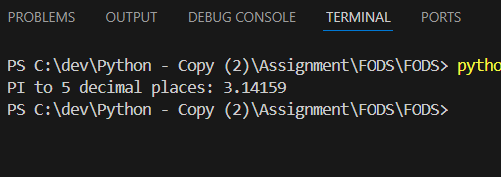 PROBLEMS OUTPUT DEBUG CONSOLE TERMINAL PORTS
PS C:\dev\Python - Copy (2)\Assignment\FODS\FODS> pytho
PI to 5 decimal places: 3.14159
PS C:\dev\Python - Copy (2)\Assignment\FODS\FODS>